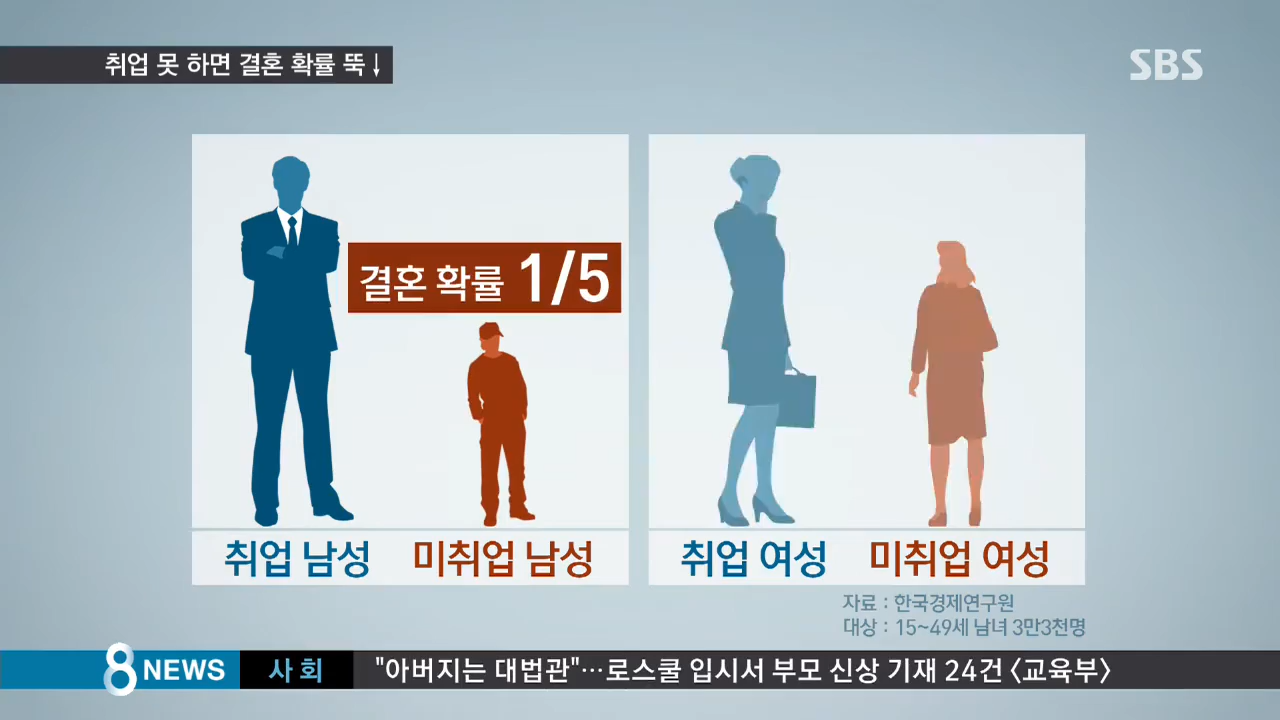 취업 못 하면 결혼 확률 뚝↓
SBS
결혼 확률 1/5
취업 남성
미취업 남성
취업 여성
미취업 여성
자료 : 한국경제연구원
대상 : 15~49세 남녀 3만3천명
8 NEWS
사회
"아버지는 대법관"…로스쿨 입시서 부모 신상 기재 24건〈교육부〉